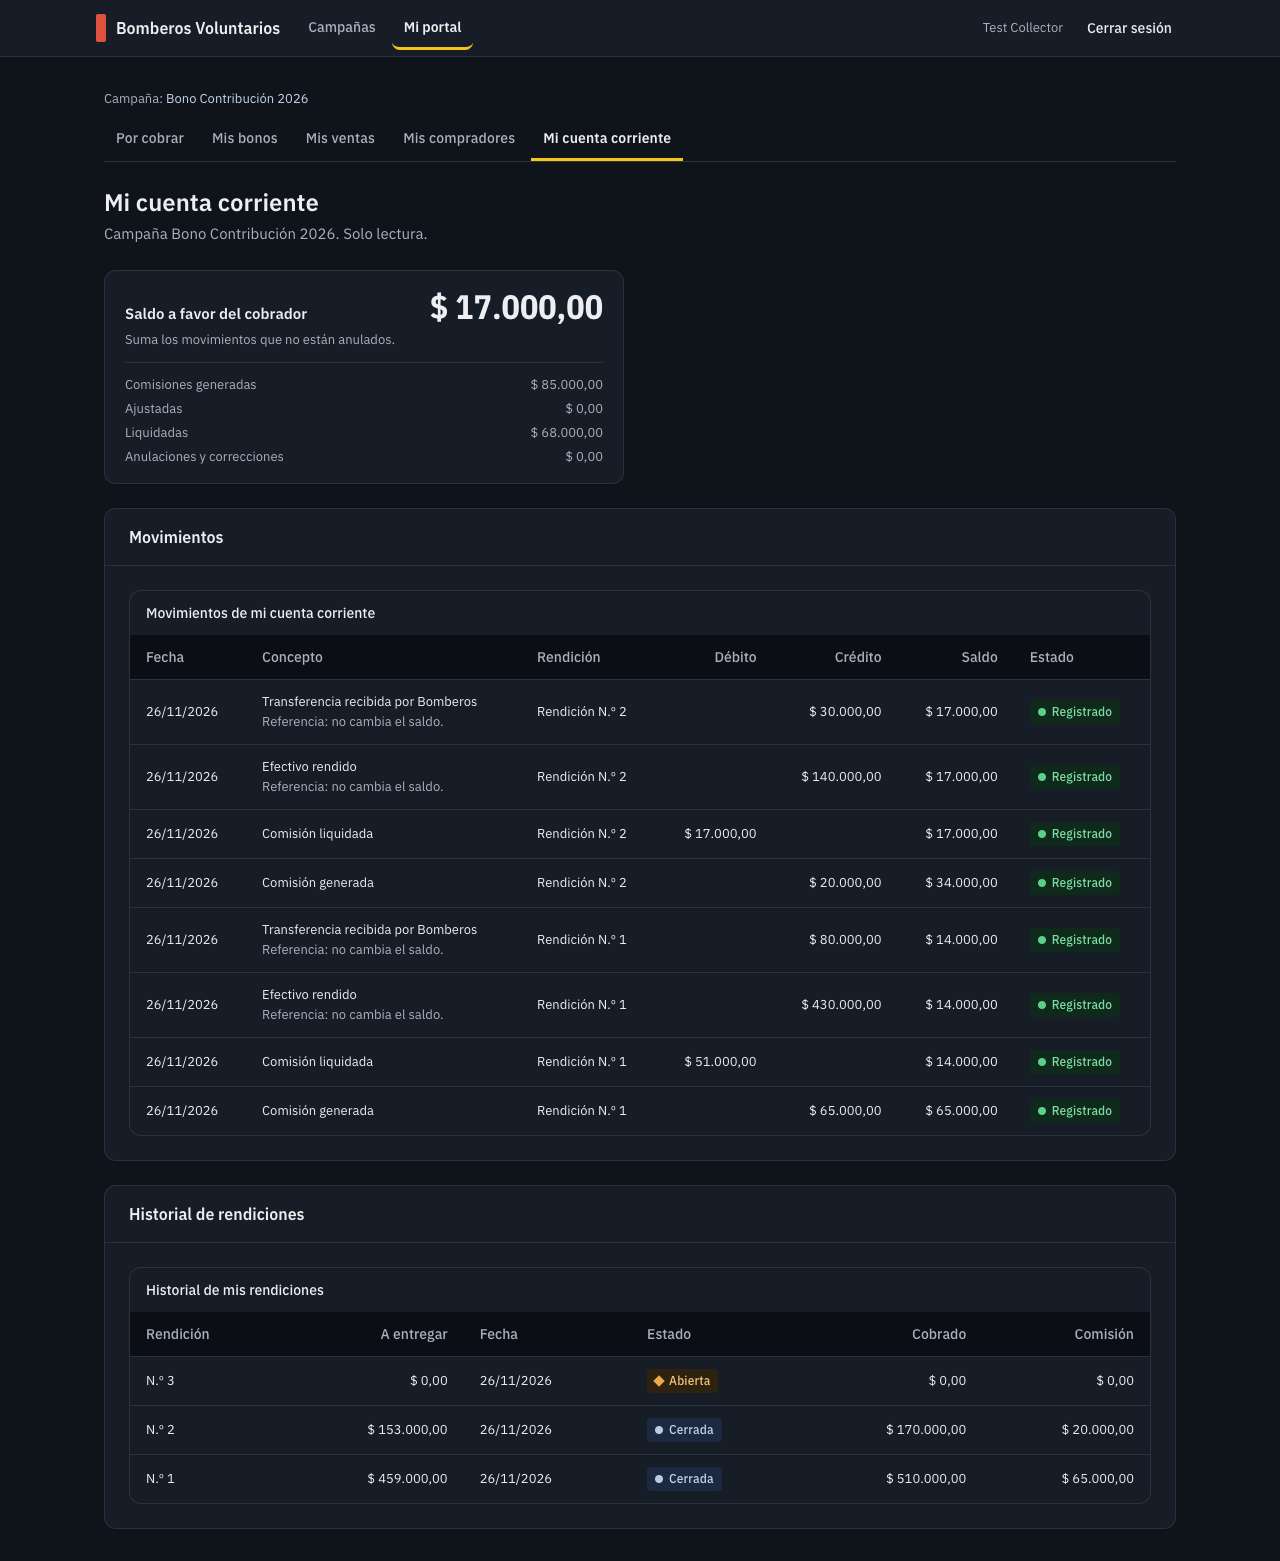 Bomberos Voluntarios Campañas Mi portal Test Collector Cerrar sesión
Campaña: Bono Contribución 2026
Por cobrar Mis bonos Mis ventas Mis compradores Mi cuenta corriente
Mi cuenta corriente
Campaña Bono Contribución 2026. Solo lectura.
Saldo a favor del cobrador $ 17.000,00
Suma los movimientos que no están anulados.
Comisiones generadas $ 85.000,00
Ajustadas $ 0,00
Liquidadas $ 68.000,00
Anulaciones y correcciones $ 0,00
Movimientos
Movimientos de mi cuenta corriente
Fecha Concepto Rendición Débito Crédito Saldo Estado
26/11/2026 Transferencia recibida por Bomberos Rendición N.º 2 $ 30.000,00 $ 17.000,00 Registrado
Referencia: no cambia el saldo.
26/11/2026 Efectivo rendido Rendición N.º 2 $ 140.000,00 $ 17.000,00 Registrado
Referencia: no cambia el saldo.
26/11/2026 Comisión liquidada Rendición N.º 2 $ 17.000,00 $ 17.000,00 Registrado
26/11/2026 Comisión generada Rendición N.º 2 $ 20.000,00 $ 34.000,00 Registrado
26/11/2026 Transferencia recibida por Bomberos Rendición N.º 1 $ 80.000,00 $ 14.000,00 Registrado
Referencia: no cambia el saldo.
26/11/2026 Efectivo rendido Rendición N.º 1 $ 430.000,00 $ 14.000,00 Registrado
Referencia: no cambia el saldo.
26/11/2026 Comisión liquidada Rendición N.º 1 $ 51.000,00 $ 14.000,00 Registrado
26/11/2026 Comisión generada Rendición N.º 1 $ 65.000,00 $ 65.000,00 Registrado
Historial de rendiciones
Historial de mis rendiciones
Rendición A entregar Fecha Estado Cobrado Comisión
N.º 3 $ 0,00 26/11/2026 Abierta $ 0,00 $ 0,00
N.º 2 $ 153.000,00 26/11/2026 Cerrada $ 170.000,00 $ 20.000,00
N.º 1 $ 459.000,00 26/11/2026 Cerrada $ 510.000,00 $ 65.000,00